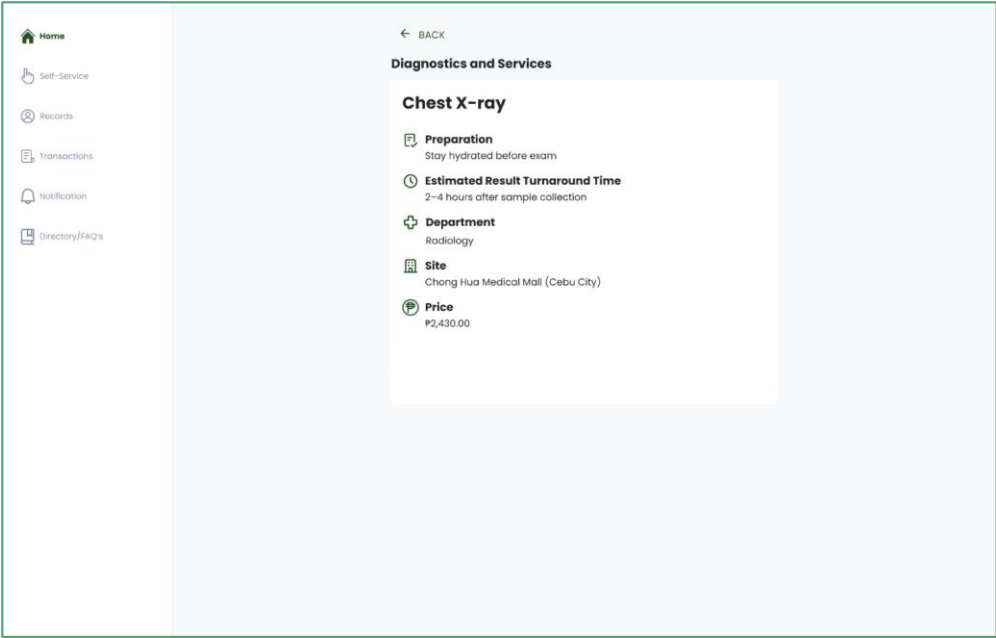 Home
Self-Service
Records
Transactions
Notification
Directory/FAQ's
BACK
Diagnostics and Services
Chest X-ray
Preparation
Stay hydrated before exam
Estimated Result Turnaround Time
2-4 hours after sample collection
Department
Radiology
Site
Chong Hua Medical Mall (Cebu City)
Price
₱2,430.00